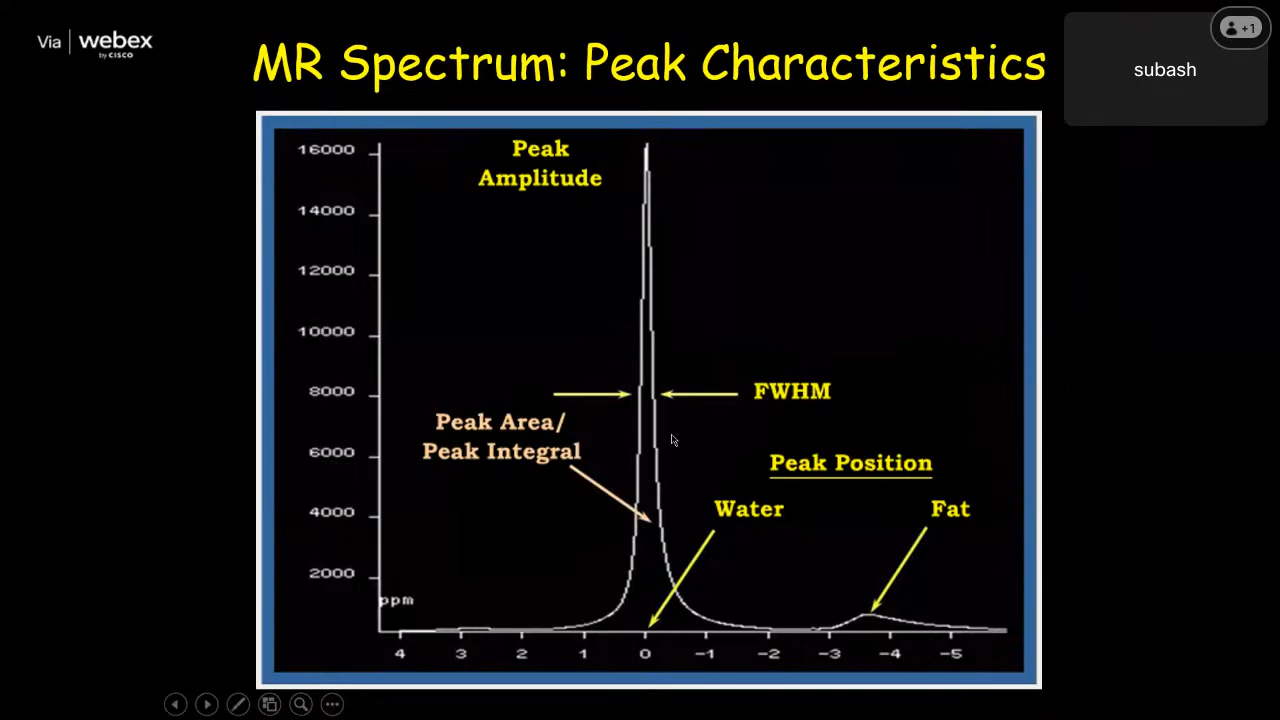 Via webex
by CISCO
+1
subash
MR Spectrum: Peak Characteristics
Peak
Amplitude
16000
14000
12000
10000
8000
6000
4000
2000
FWHM
Peak Area/
Peak Integral
Peak Position
Water
Fat
ppm
4 3 2 1 0 -1 -2 -3 -4 -5